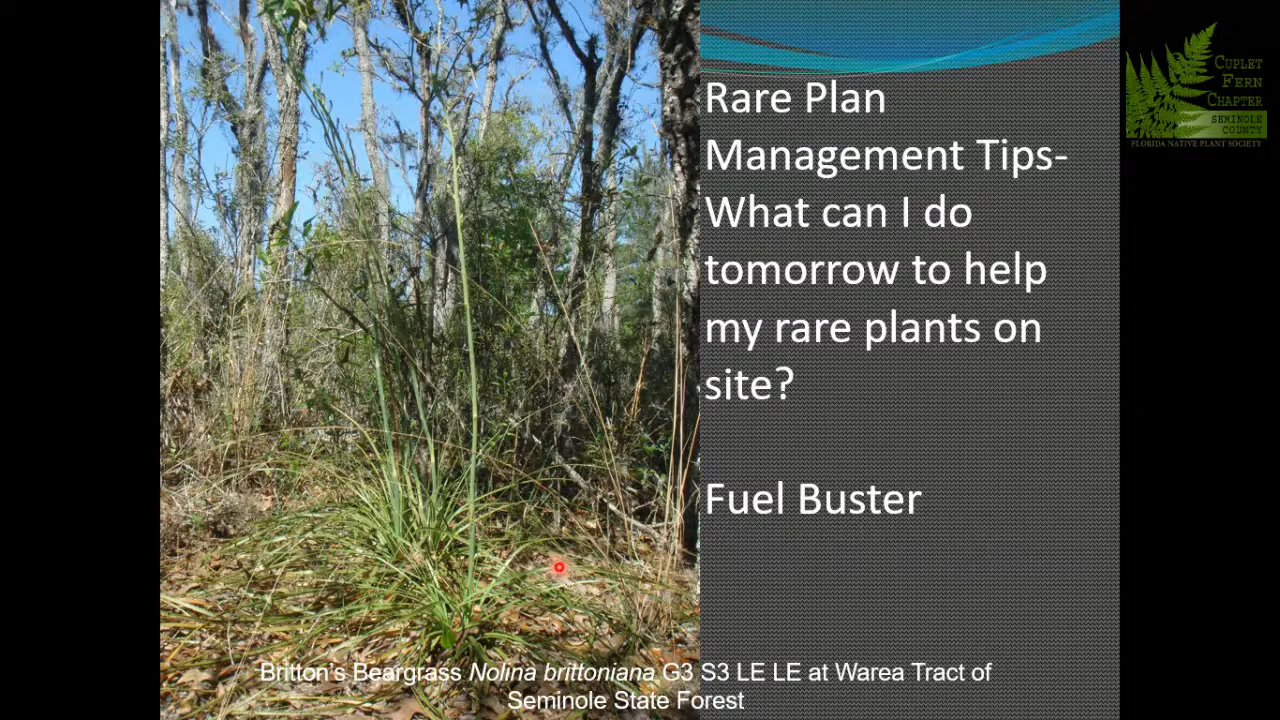 Rare Plan
Management Tips-
What can I do
tomorrow to help
my rare plants on
site?
Fuel Buster
Britton's Beargrass Nolina brittoniana G3 S3 LE LE at Warea Tract of
Seminole State Forest
CUPLET
FERN
CHAPTER
SEMINOLE
COUNTY
FLORIDA NATIVE PLANT SOCIETY